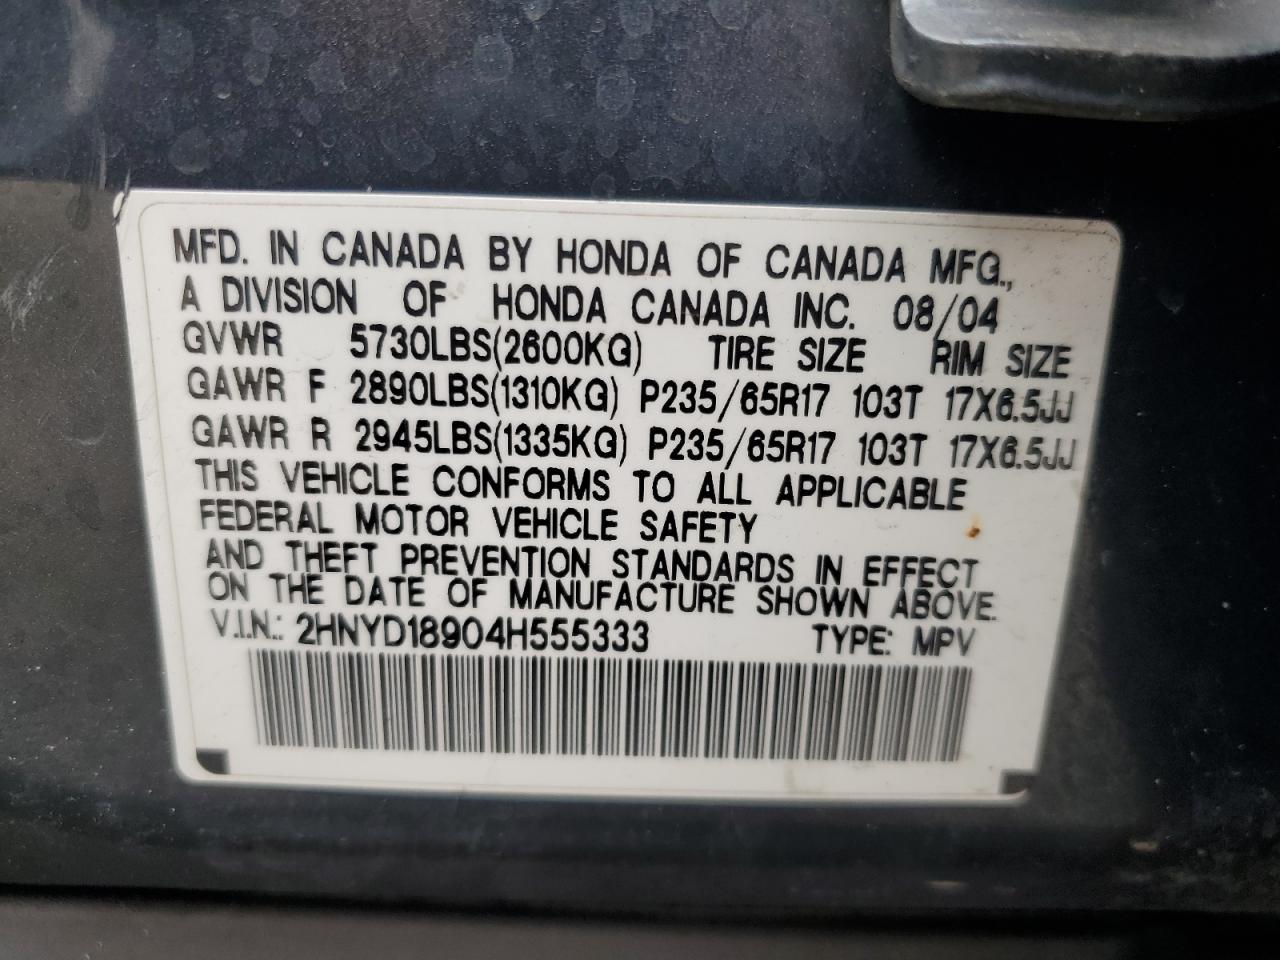 MFD. IN CANADA BY HONDA OF CANADA MFG.,
A DIVISION OF HONDA CANADA INC. 08/04
GVWR 5730LBS(2600KG) TIRE SIZE RIM SIZE
GAWR F 2890LBS(1310KG) P235/65R17 103T 17X6.5JJ
GAWR R 2945LBS(1335KG) P235/65R17 103T 17X6.5JJ
THIS VEHICLE CONFORMS TO ALL APPLICABLE
FEDERAL MOTOR VEHICLE SAFETY
AND THEFT PREVENTION STANDARDS IN EFFECT
ON THE DATE OF MANUFACTURE SHOWN ABOVE.
V.I.N.: 2HNYD18904H555333 TYPE: MPV